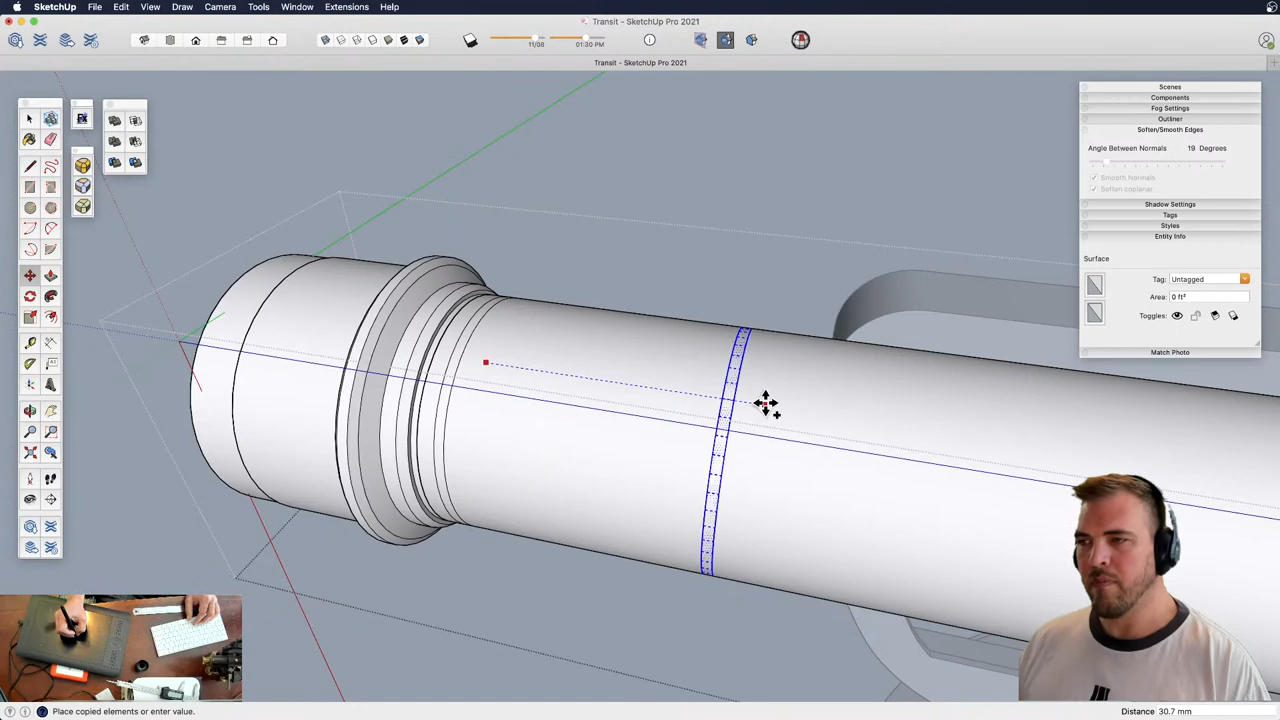 SketchUp File Edit View Draw Camera Tools Window Extensions Help
Transit - SketchUp Pro 2021
11/08 01:30 PM
Transit - SketchUp Pro 2021
Scenes
Components
Fog Settings
Outliner
Soften/Smooth Edges
Angle Between Normals 19 Degrees
Smooth Normals
Soften coplanar
Shadow Settings
Tags
Styles
Entity Info
Surface
Tag: Untagged
Area: 0 ft²
Toggles:
Match Photo
Place copied elements or enter value.
Distance 30.7 mm